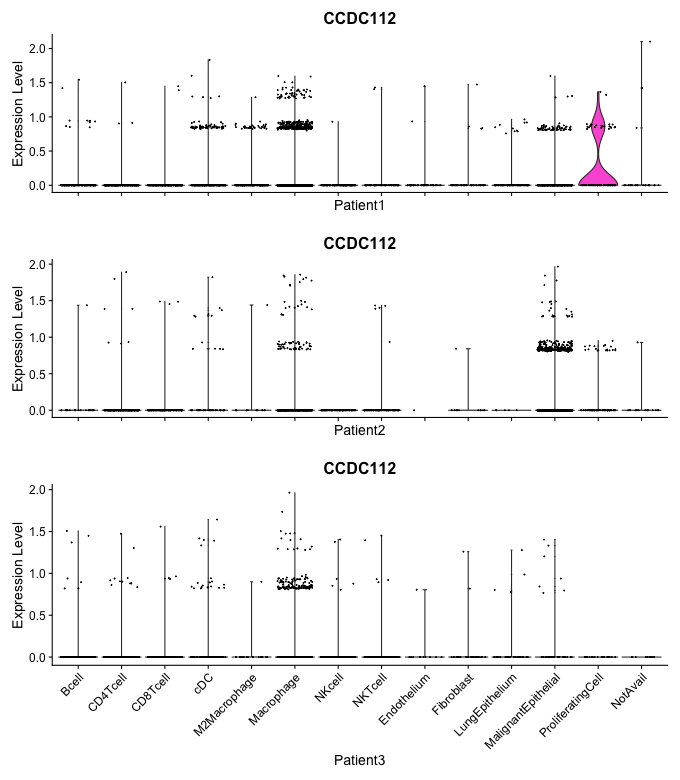 CCDC112
Expression Level
2.0
1.5
1.0
0.5
0.0
Patient1
CCDC112
Expression Level
2.0
1.5
1.0
0.5
0.0
Patient2
CCDC112
Expression Level
2.0
1.5
1.0
0.5
0.0
Bcell
CD4Tcell
CD8Tcell
cDC
M2Macrophage
Macrophage
NKcell
NKTcell
Endothelium
Fibroblast
LungEpithelium
MalignantEpithelial
ProliferatingCell
NotAvail
Patient3